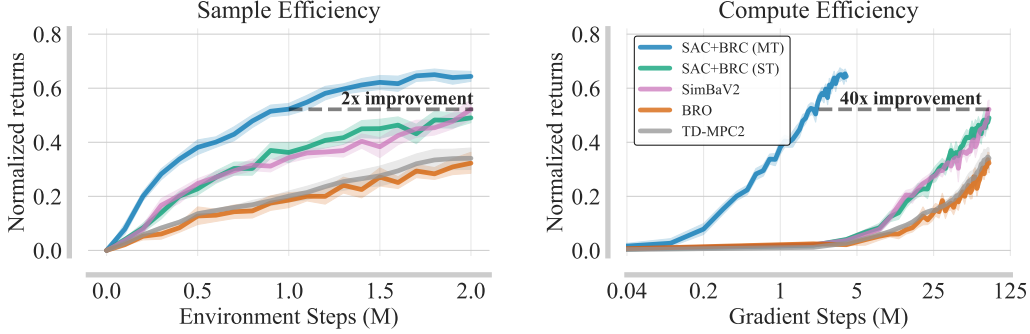 Sample Efficiency
Normalized returns
0.8
0.6
0.4
0.2
0.0
2x improvement
0.0 0.5 1.0 1.5 2.0
Environment Steps (M)
Compute Efficiency
Normalized returns
0.8
0.6
0.4
0.2
0.0
SAC+BRC (MT)
SAC+BRC (ST)
SimBaV2
BRO
TD-MPC2
40x improvement
0.04 0.2 1 5 25 125
Gradient Steps (M)